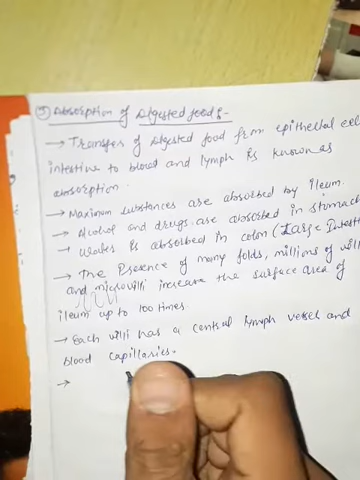 ③ Absorption of Digested food :-
→ Transfer of Digested food from epithelial cell
intestine to blood and lymph is known as
absorption.
→ Maximum substances are absorbed by ileum.
→ Alcohol and drugs are absorbed in stomach
→ Water is absorbed in colon (Large Intesti
→ The Presence of many folds, millions of villi
and microvilli increase the surface area of
ileum up to 100 times.
→ Each villi has a central lymph vessel and
blood capillaries.
→